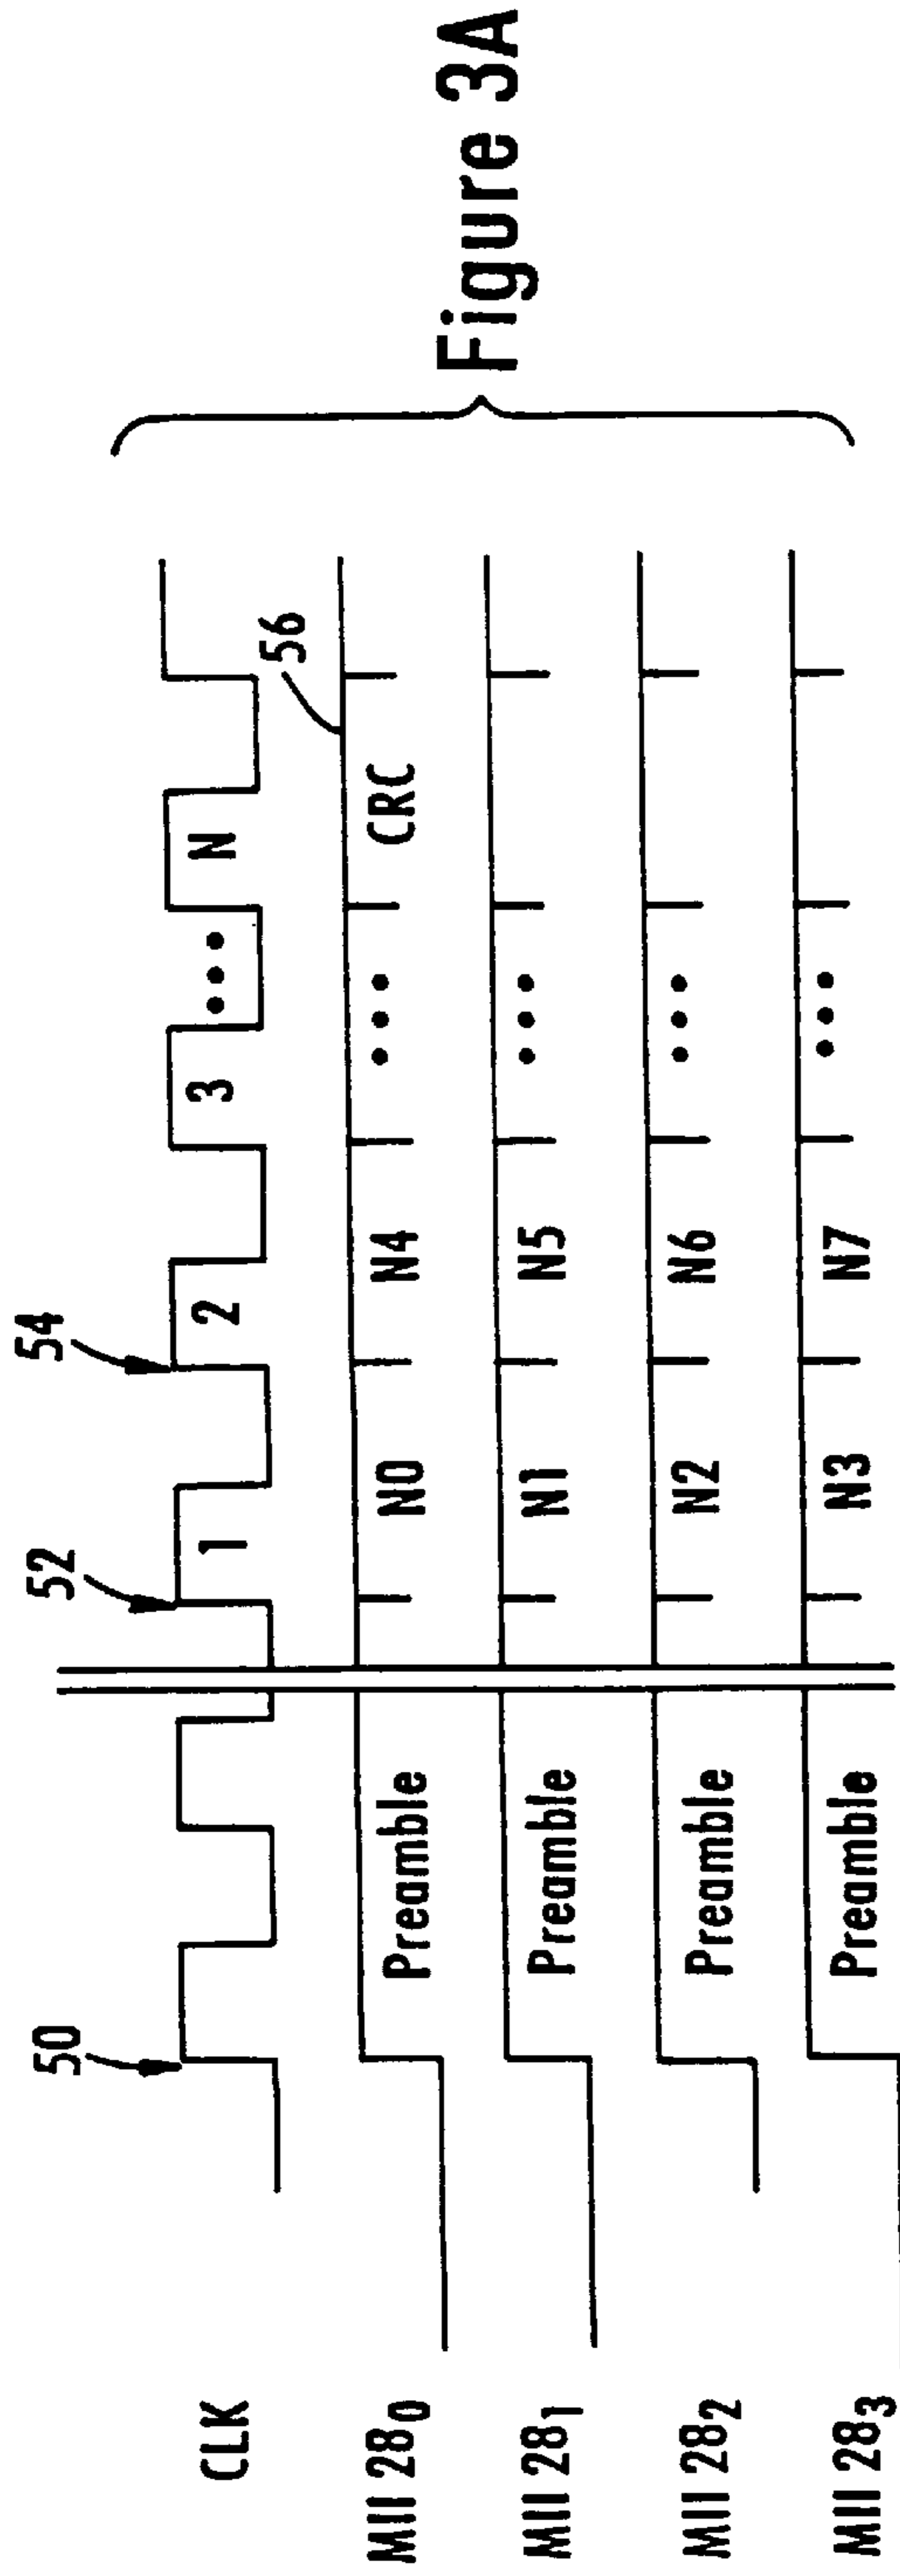 50
52
54
CLK
1
2
3
•••
N
56
MII 28₀
Preamble
N0
N4
•••
CRC
MII 28₁
Preamble
N1
N5
•••
MII 28₂
Preamble
N2
N6
•••
MII 28₃
Preamble
N3
N7
•••
Figure 3A